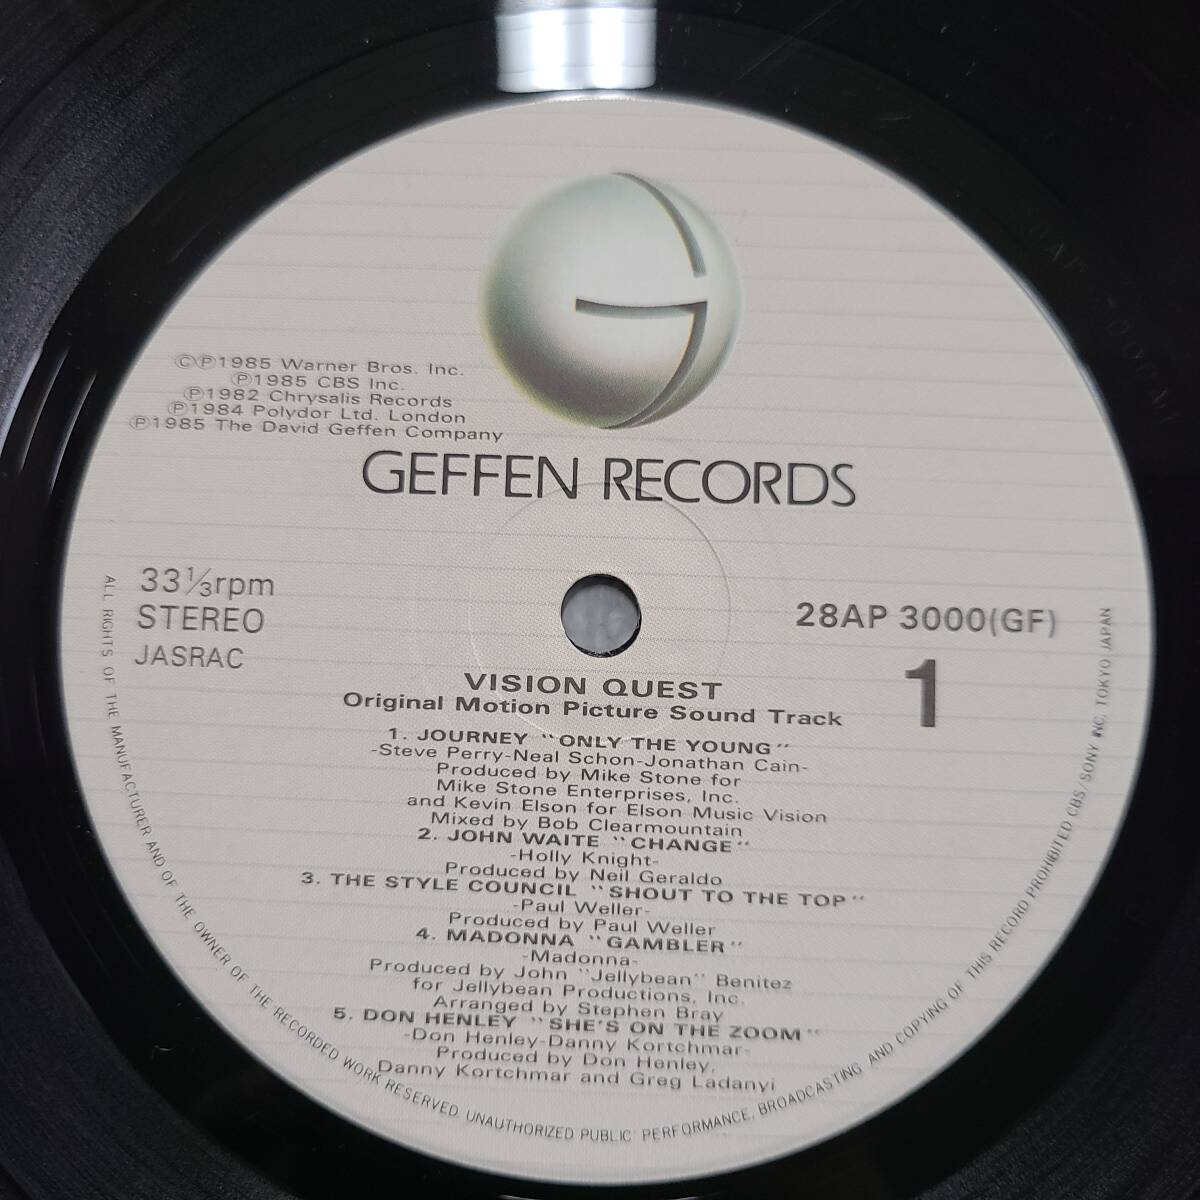 ©℗1985 Warner Bros. Inc.
℗1985 CBS Inc.
℗1982 Chrysalis Records
℗1984 Polydor Ltd. London
℗1985 The David Geffen Company
GEFFEN RECORDS
33⅓rpm
STEREO
JASRAC
28AP 3000(GF)
1
VISION QUEST
Original Motion Picture Sound Track
1. JOURNEY "ONLY THE YOUNG"
-Steve Perry-Neal Schon-Jonathan Cain-
Produced by Mike Stone for
Mike Stone Enterprises, Inc.
and Kevin Elson for Elson Music Vision
Mixed by Bob Clearmountain
2. JOHN WAITE "CHANGE"
-Holly Knight-
Produced by Neil Geraldo
3. THE STYLE COUNCIL "SHOUT TO THE TOP"
-Paul Weller-
Produced by Paul Weller
4. MADONNA "GAMBLER"
-Madonna-
Produced by John "Jellybean" Benitez
for Jellybean Productions, Inc.
Arranged by Stephen Bray
5. DON HENLEY "SHE'S ON THE ZOOM"
-Don Henley-Danny Kortchmar-
Produced by Don Henley,
Danny Kortchmar and Greg Ladanyi
ALL RIGHTS OF THE MANUFACTURER AND OF THE OWNER OF THE RECORDED WORK RESERVED. UNAUTHORIZED PUBLIC PERFORMANCE, BROADCASTING AND COPYING OF THIS RECORD PROHIBITED CBS/SONY INC. TOKYO JAPAN